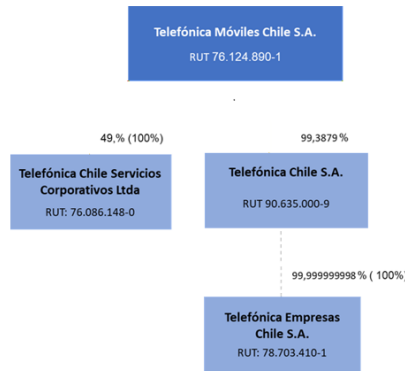 Telefónica Móviles Chile S.A.
RUT 76.124.890-1
49,% (100%)
99,3879 %
Telefónica Chile Servicios
Corporativos Ltda
RUT: 76.086.148-0
Telefónica Chile S.A.
RUT 90.635.000-9
99,999999998 % ( 100%)
Telefónica Empresas
Chile S.A.
RUT: 78.703.410-1